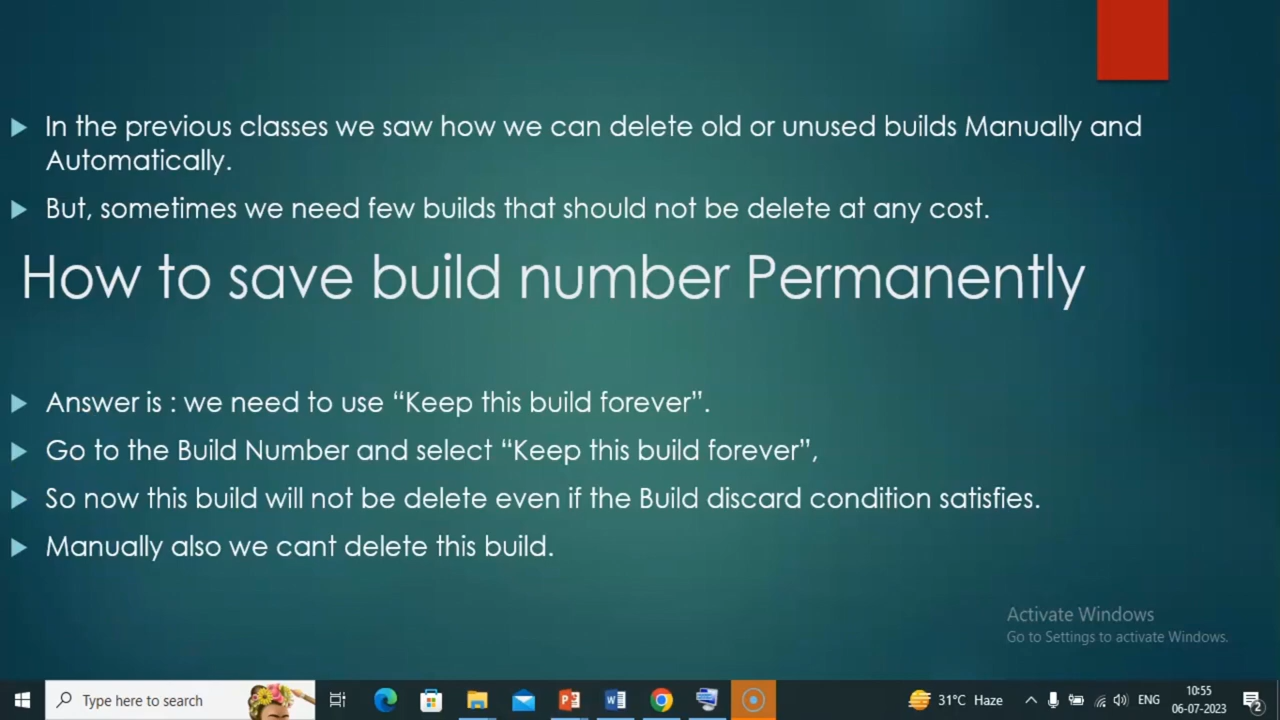 In the previous classes we saw how we can delete old or unused builds Manually and
Automatically.
But, sometimes we need few builds that should not be delete at any cost.
How to save build number Permanently
Answer is : we need to use “Keep this build forever”.
Go to the Build Number and select “Keep this build forever”,
So now this build will not be delete even if the Build discard condition satisfies.
Manually also we cant delete this build.
Activate Windows
Go to Settings to activate Windows.
Type here to search
31°C Haze
ENG
10:55
06-07-2023
2